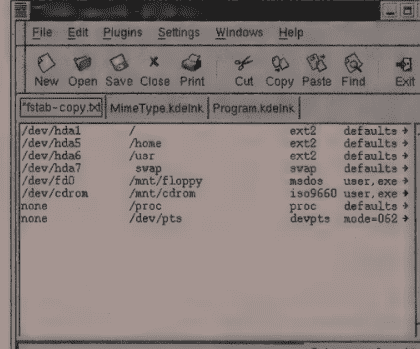 File Edit Plugins Settings Windows Help
New Open Save Close Print Cut Copy Paste Find Exit
*fstab-copy.txt MimeType.kdelnk Program.kdelnk
/dev/hda1 / ext2 defaults
/dev/hda5 /home ext2 defaults
/dev/hda6 /usr ext2 defaults
/dev/hda7 swap swap defaults
/dev/fd0 /mnt/floppy msdos user,exe
/dev/cdrom /mnt/cdrom iso9660 user,exe
none /proc proc defaults
none /dev/pts devpts mode=062